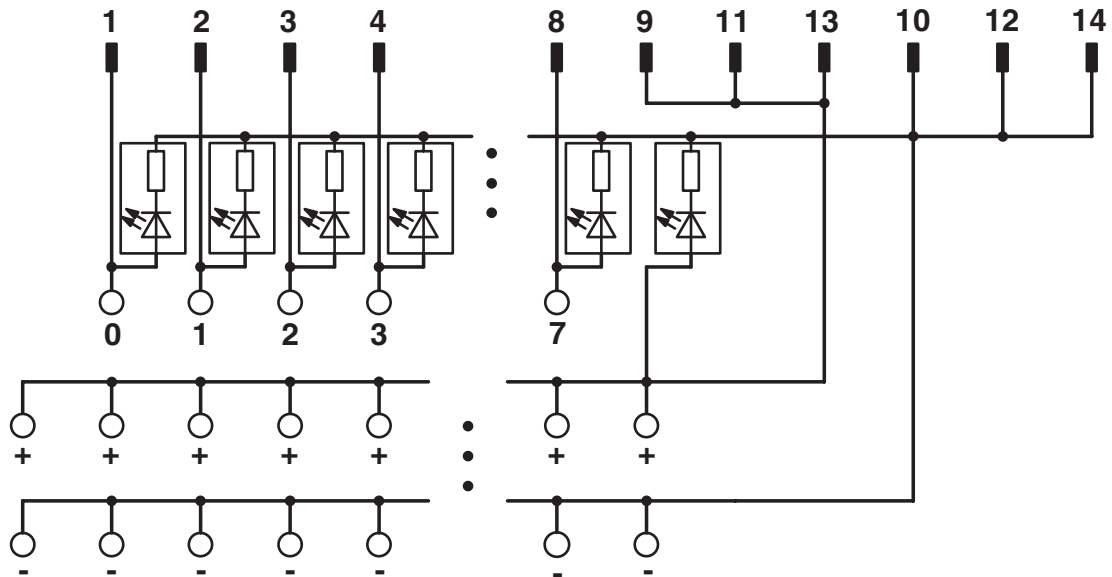 1 2 3 4 8 9 11 13 10 12 14
0 1 2 3 7
+ + + + + + +
- - - - - - -